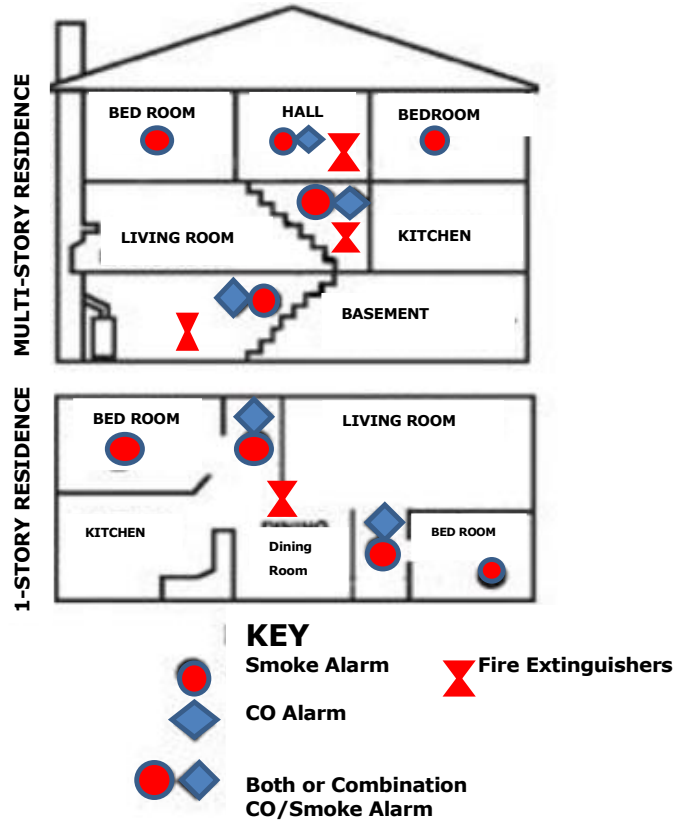 MULTI-STORY RESIDENCE
BED ROOM
HALL
BEDROOM
LIVING ROOM
KITCHEN
BASEMENT
1-STORY RESIDENCE
BED ROOM
LIVING ROOM
KITCHEN
DINING
Dining
Room
BED ROOM
KEY
Smoke Alarm
Fire Extinguishers
CO Alarm
Both or Combination
CO/Smoke Alarm